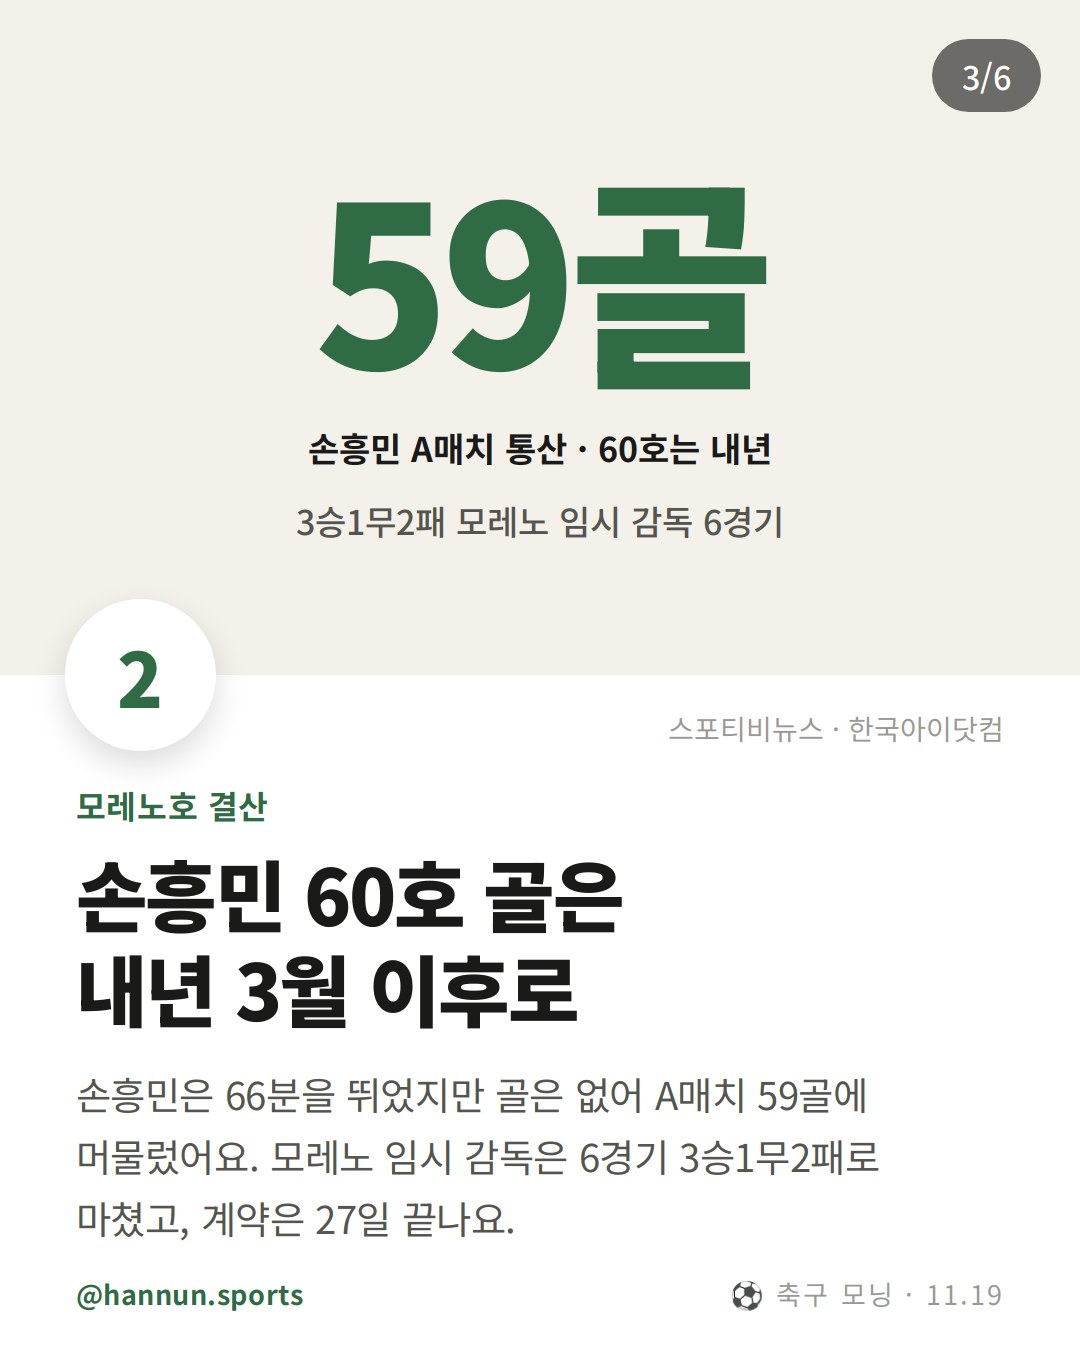 3/6
59골
손흥민 A매치 통산 · 60호는 내년
3승1무2패 모레노 임시 감독 6경기
2
스포티비뉴스 · 한국아이닷컴
모레노호 결산
손흥민 60호 골은
내년 3월 이후로
손흥민은 66분을 뛰었지만 골은 없어 A매치 59골에
머물렀어요. 모레노 임시 감독은 6경기 3승1무2패로
마쳤고, 계약은 27일 끝나요.
@hannun.sports
⚽ 축구 모닝 · 11.19